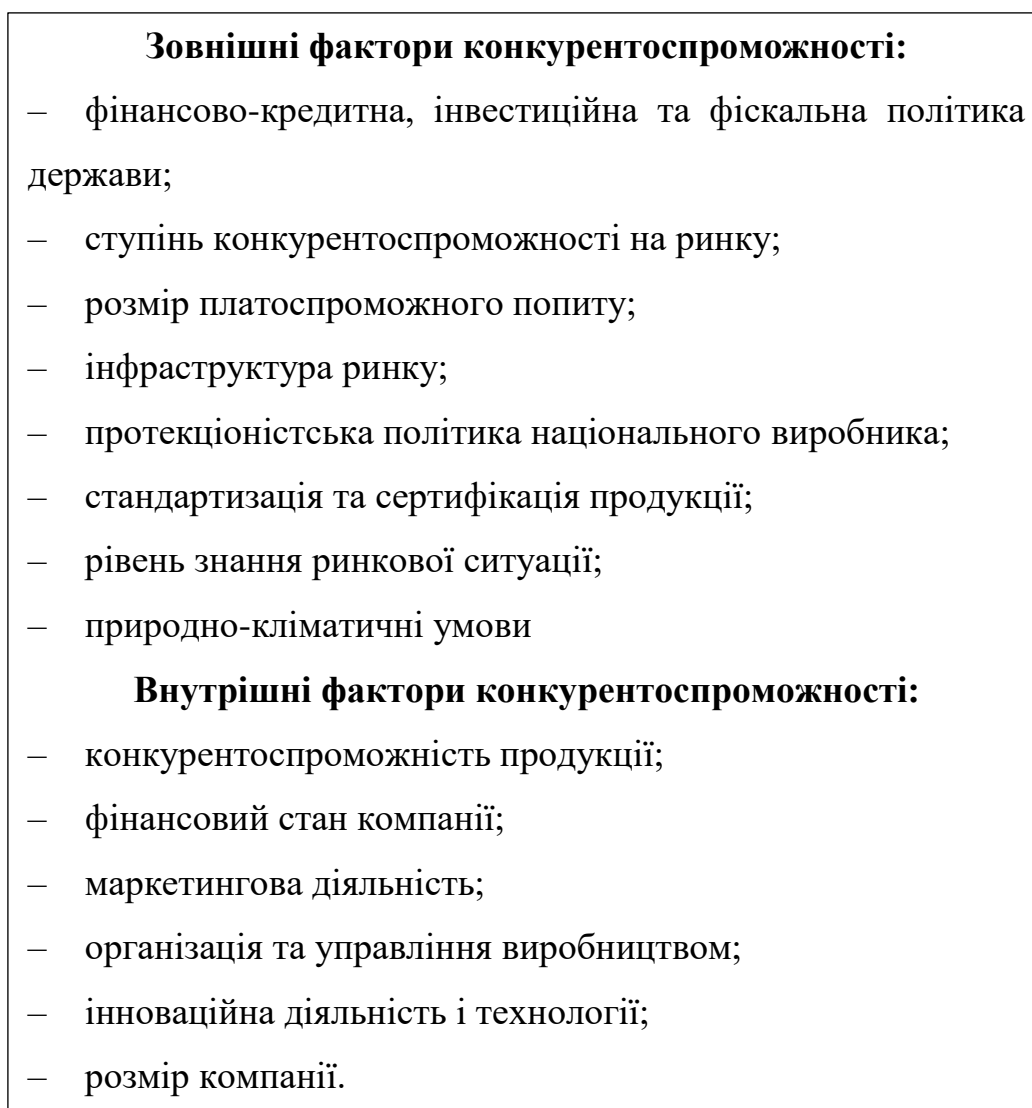 Зовнішні фактори конкурентоспроможності:
– фінансово-кредитна, інвестиційна та фіскальна політика
держави;
– ступінь конкурентоспроможності на ринку;
– розмір платоспроможного попиту;
– інфраструктура ринку;
– протекціоністська політика національного виробника;
– стандартизація та сертифікація продукції;
– рівень знання ринкової ситуації;
– природно-кліматичні умови
Внутрішні фактори конкурентоспроможності:
– конкурентоспроможність продукції;
– фінансовий стан компанії;
– маркетингова діяльність;
– організація та управління виробництвом;
– інноваційна діяльність і технології;
– розмір компанії.